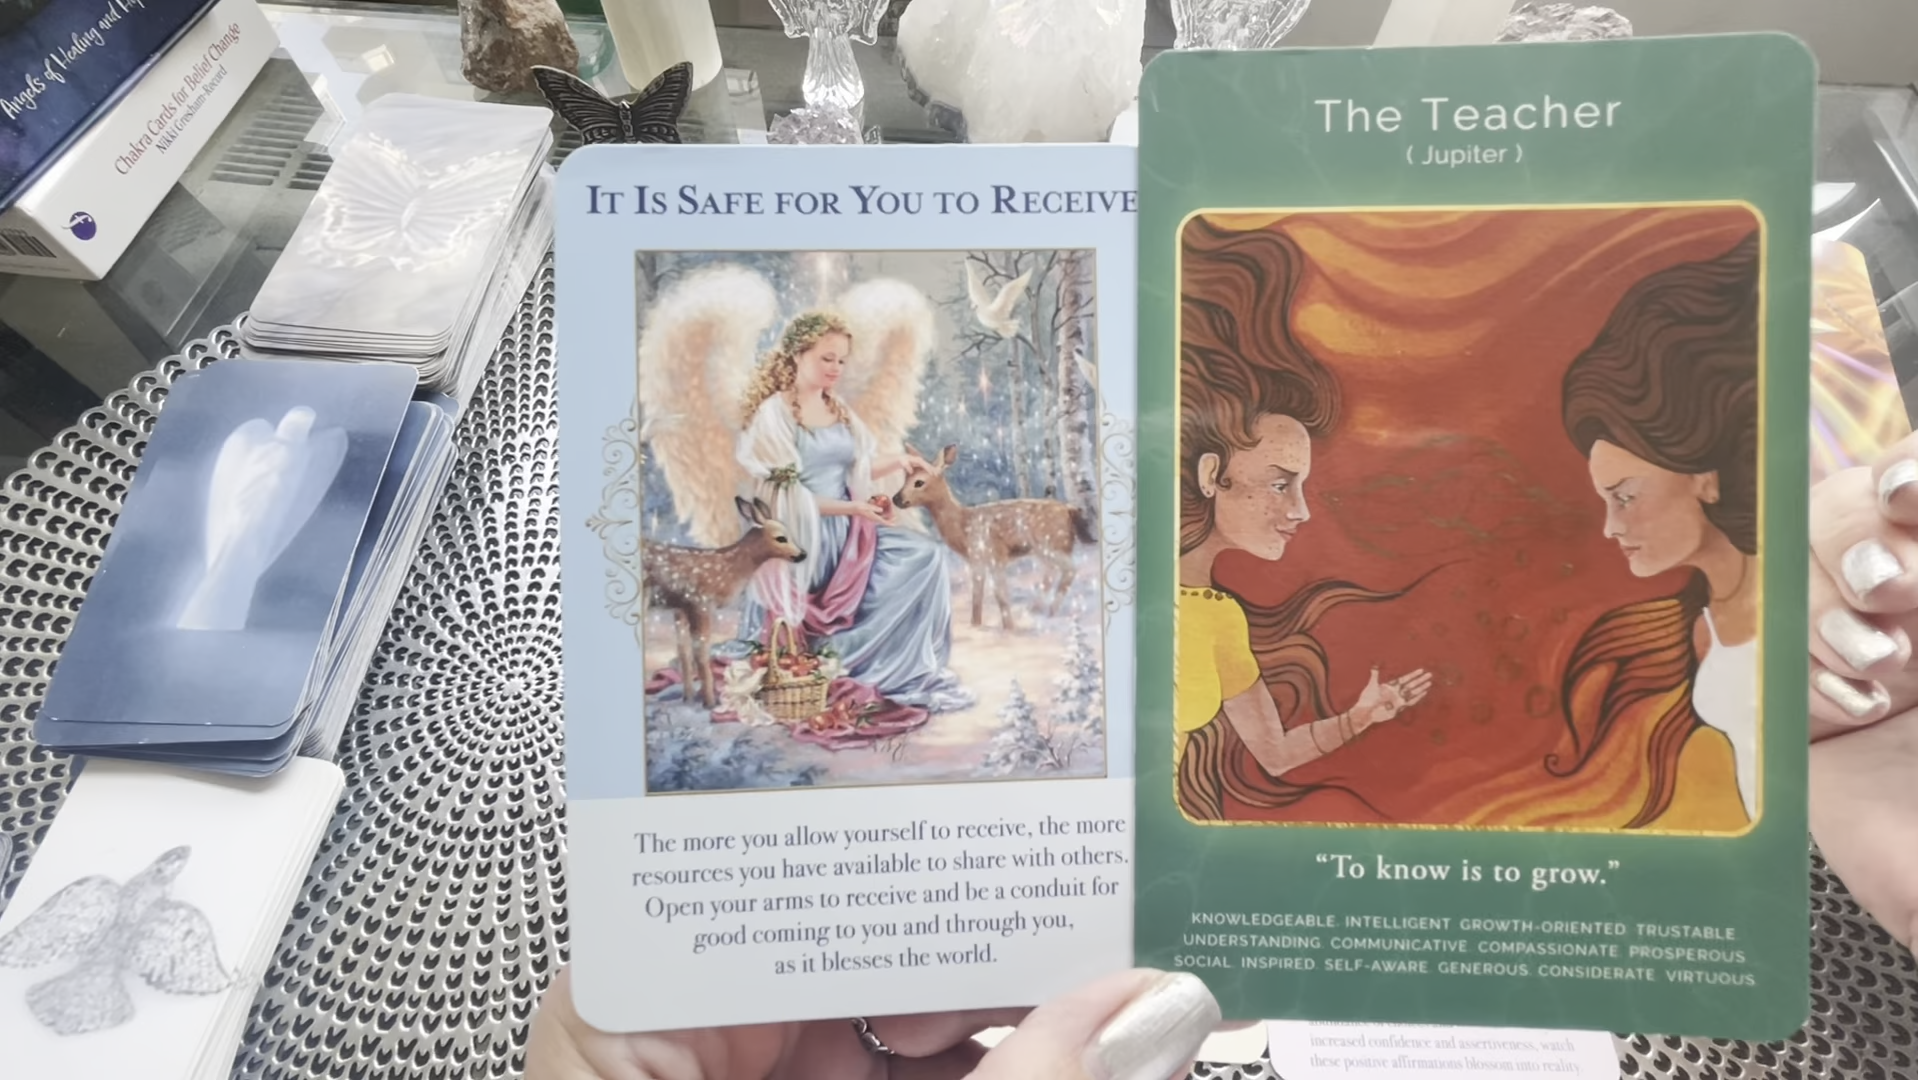 Angels of Healing and
Chakra Cards for Belief Change
Nikki Gresham-Record
IT IS SAFE FOR YOU TO RECEIVE
The more you allow yourself to receive, the more
resources you have available to share with others.
Open your arms to receive and be a conduit for
good coming to you and through you,
as it blesses the world.
The Teacher
( Jupiter )
“To know is to grow.”
KNOWLEDGEABLE INTELLIGENT GROWTH-ORIENTED TRUSTABLE
UNDERSTANDING COMMUNICATIVE COMPASSIONATE PROSPEROUS
SOCIAL INSPIRED SELF-AWARE GENEROUS CONSIDERATE VIRTUOUS
increased confidence and assertiveness, watch
these positive affirmations blossom into reality